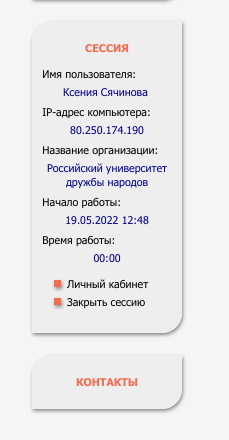 СЕССИЯ
Имя пользователя:
Ксения Сячинова
IP-адрес компьютера:
80.250.174.190
Название организации:
Российский университет
дружбы народов
Начало работы:
19.05.2022 12:48
Время работы:
00:00
Личный кабинет
Закрыть сессию
КОНТАКТЫ